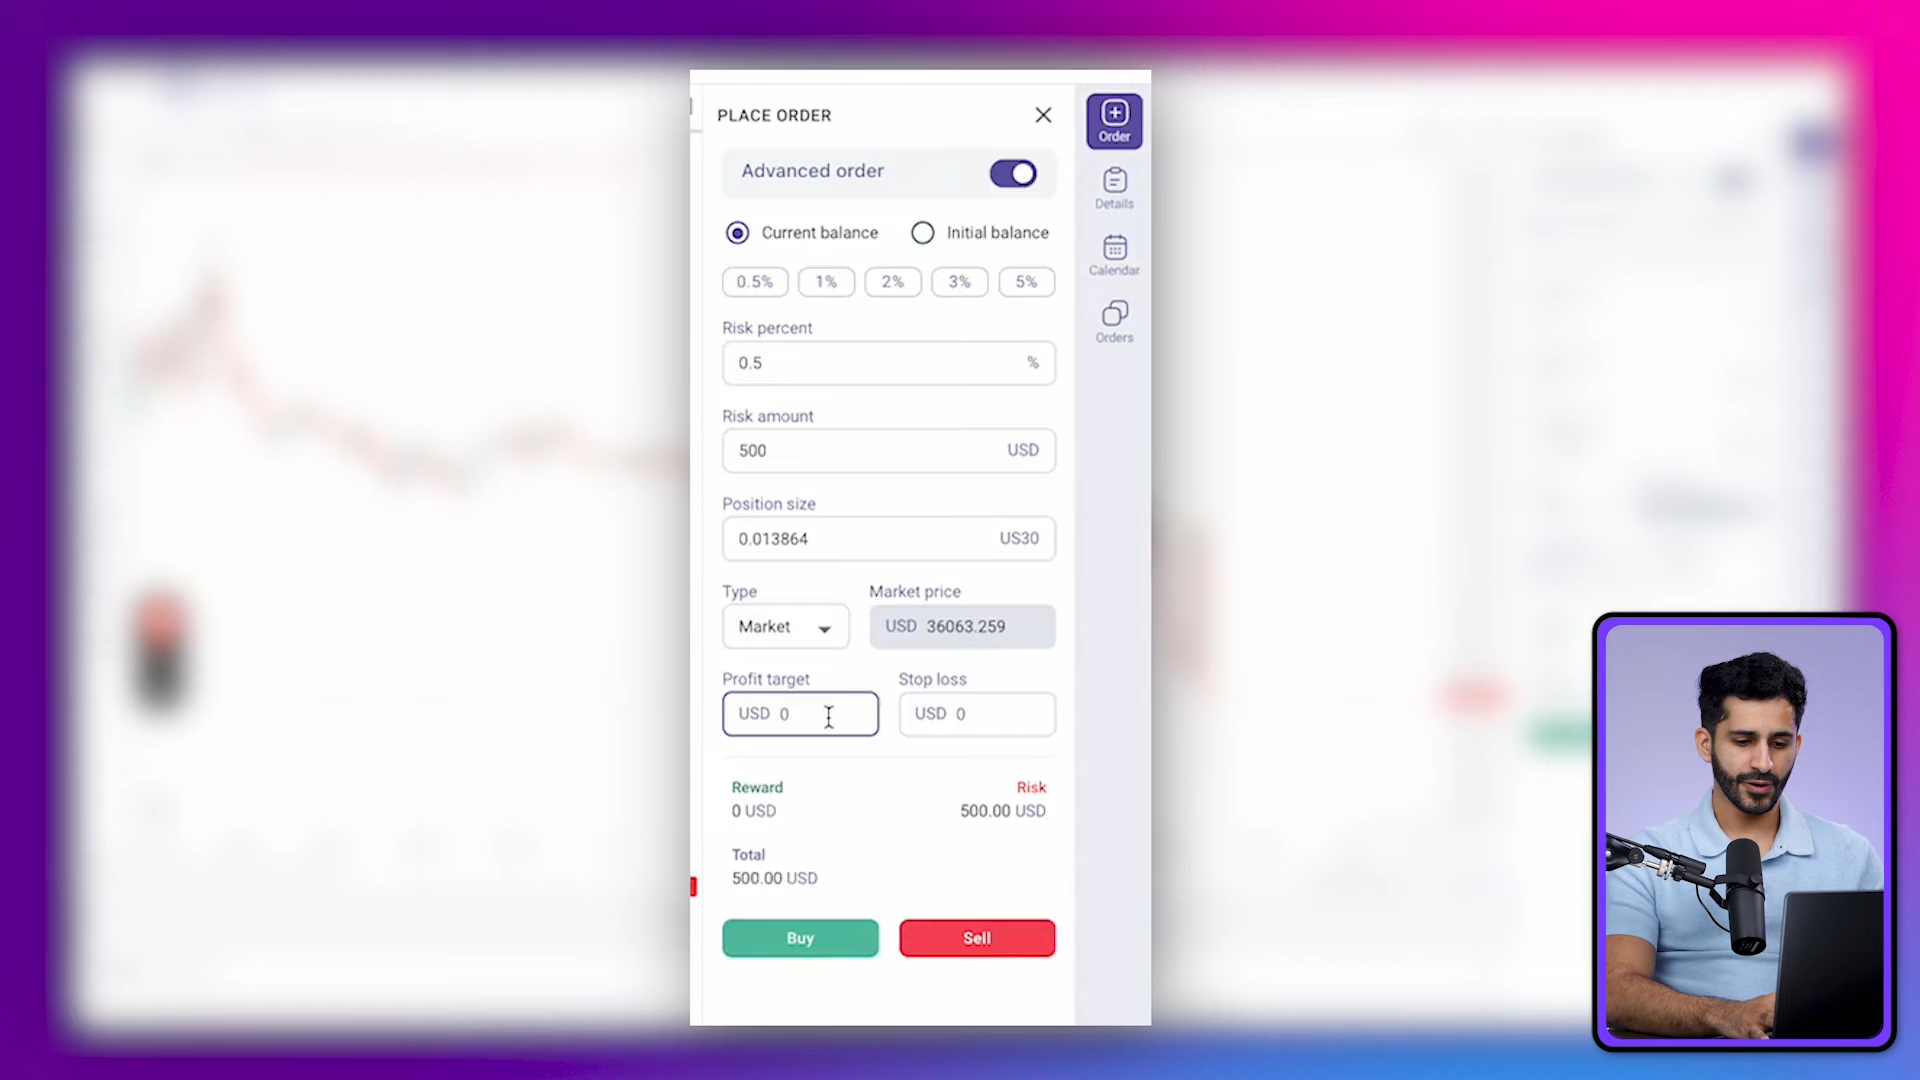 PLACE ORDER
Order
Advanced order
Details
Current balance Initial balance
Calendar
0.5% 1% 2% 3% 5%
Orders
Risk percent
0.5 %
Risk amount
500 USD
Position size
0.013864 US30
Type Market price
Market USD 36063.259
Profit target Stop loss
USD 0 USD 0
Reward Risk
0 USD 500.00 USD
Total
500.00 USD
Buy Sell